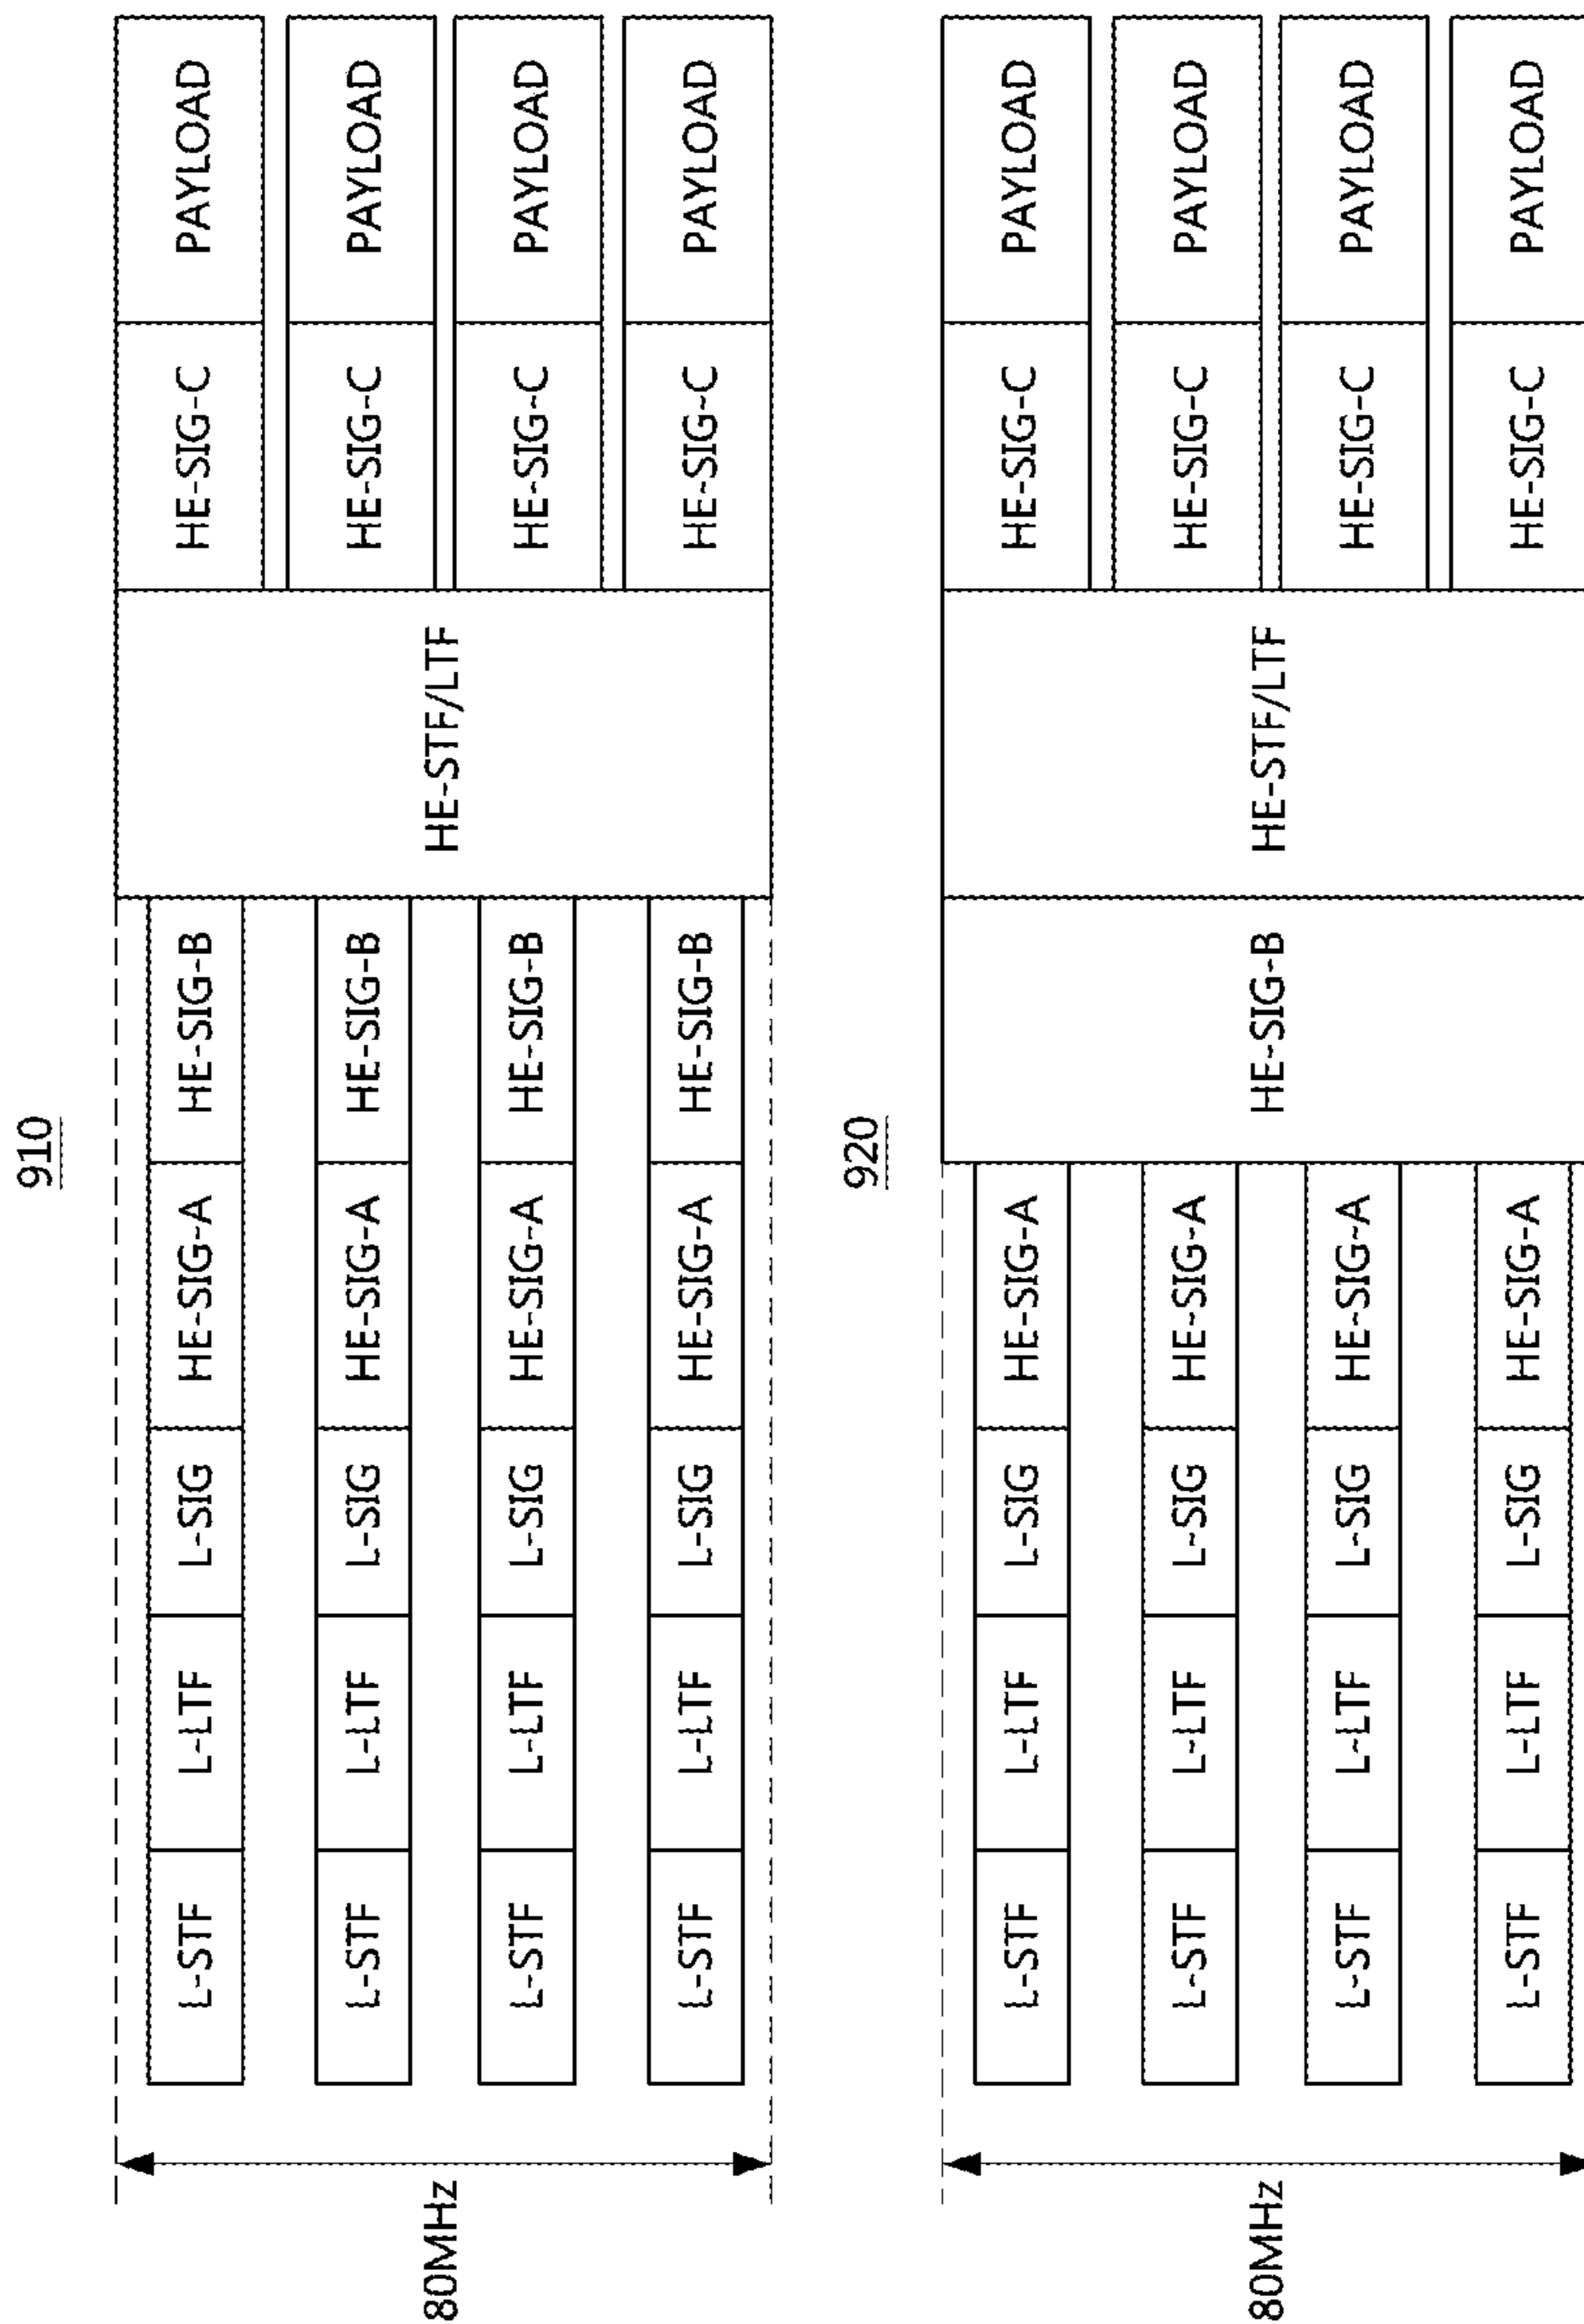 910
80MHz
L-STF L-LTF L-SIG HE-SIG-A HE-SIG-B HE-SIG-C PAYLOAD
L-STF L-LTF L-SIG HE-SIG-A HE-SIG-B HE-SIG-C PAYLOAD
HE-STF/LTF
L-STF L-LTF L-SIG HE-SIG-A HE-SIG-B HE-SIG-C PAYLOAD
L-STF L-LTF L-SIG HE-SIG-A HE-SIG-B HE-SIG-C PAYLOAD
920
80MHz
L-STF L-LTF L-SIG HE-SIG-A HE-SIG-C PAYLOAD
L-STF L-LTF L-SIG HE-SIG-A HE-SIG-C PAYLOAD
HE-SIG-B HE-STF/LTF
L-STF L-LTF L-SIG HE-SIG-A HE-SIG-C PAYLOAD
L-STF L-LTF L-SIG HE-SIG-A HE-SIG-C PAYLOAD